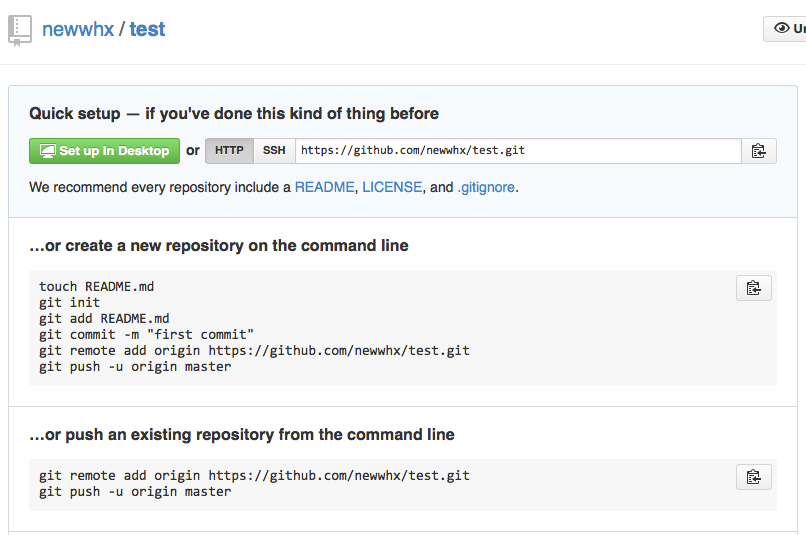 newwhx / test
Quick setup — if you've done this kind of thing before
Set up in Desktop or HTTP SSH https://github.com/newwhx/test.git
We recommend every repository include a README, LICENSE, and .gitignore.
…or create a new repository on the command line
touch README.md
git init
git add README.md
git commit -m "first commit"
git remote add origin https://github.com/newwhx/test.git
git push -u origin master
…or push an existing repository from the command line
git remote add origin https://github.com/newwhx/test.git
git push -u origin master